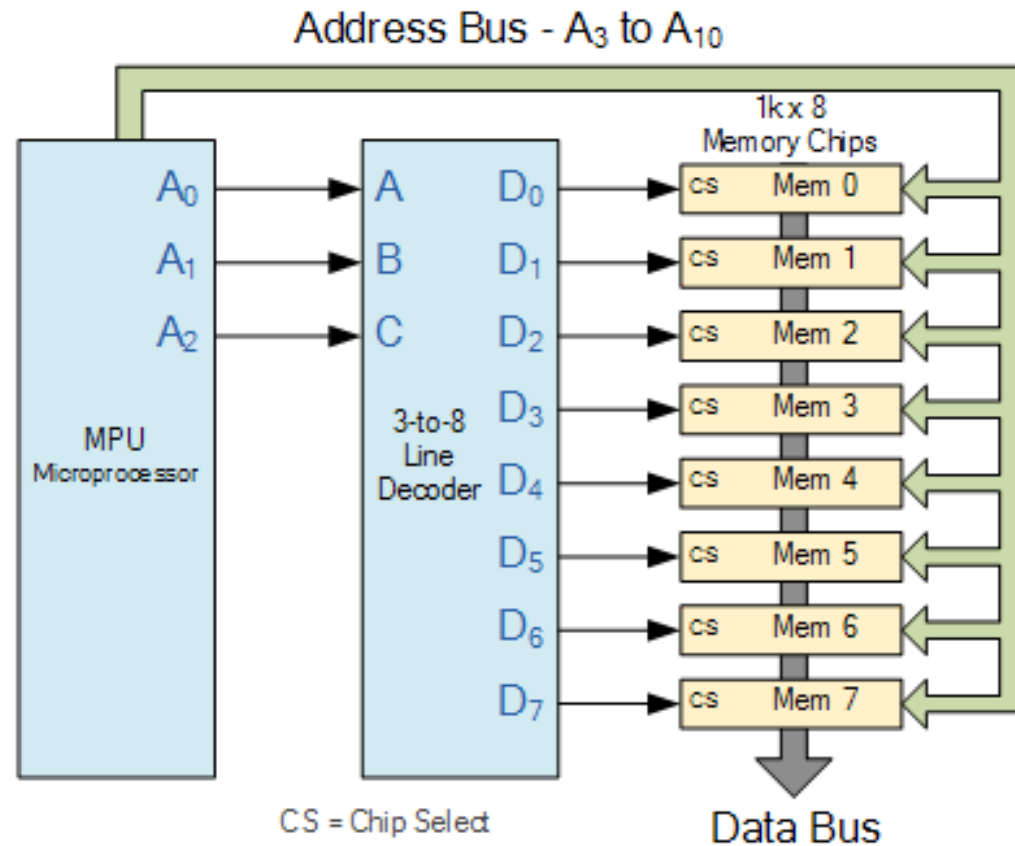 Address Bus - A₃ to A₁₀
1k x 8
Memory Chips
A₀
A₁
A₂
MPU
Microprocessor
A
B
C
3-to-8
Line
Decoder
D₀
D₁
D₂
D₃
D₄
D₅
D₆
D₇
CS Mem 0
CS Mem 1
CS Mem 2
CS Mem 3
CS Mem 4
CS Mem 5
CS Mem 6
CS Mem 7
CS = Chip Select
Data Bus